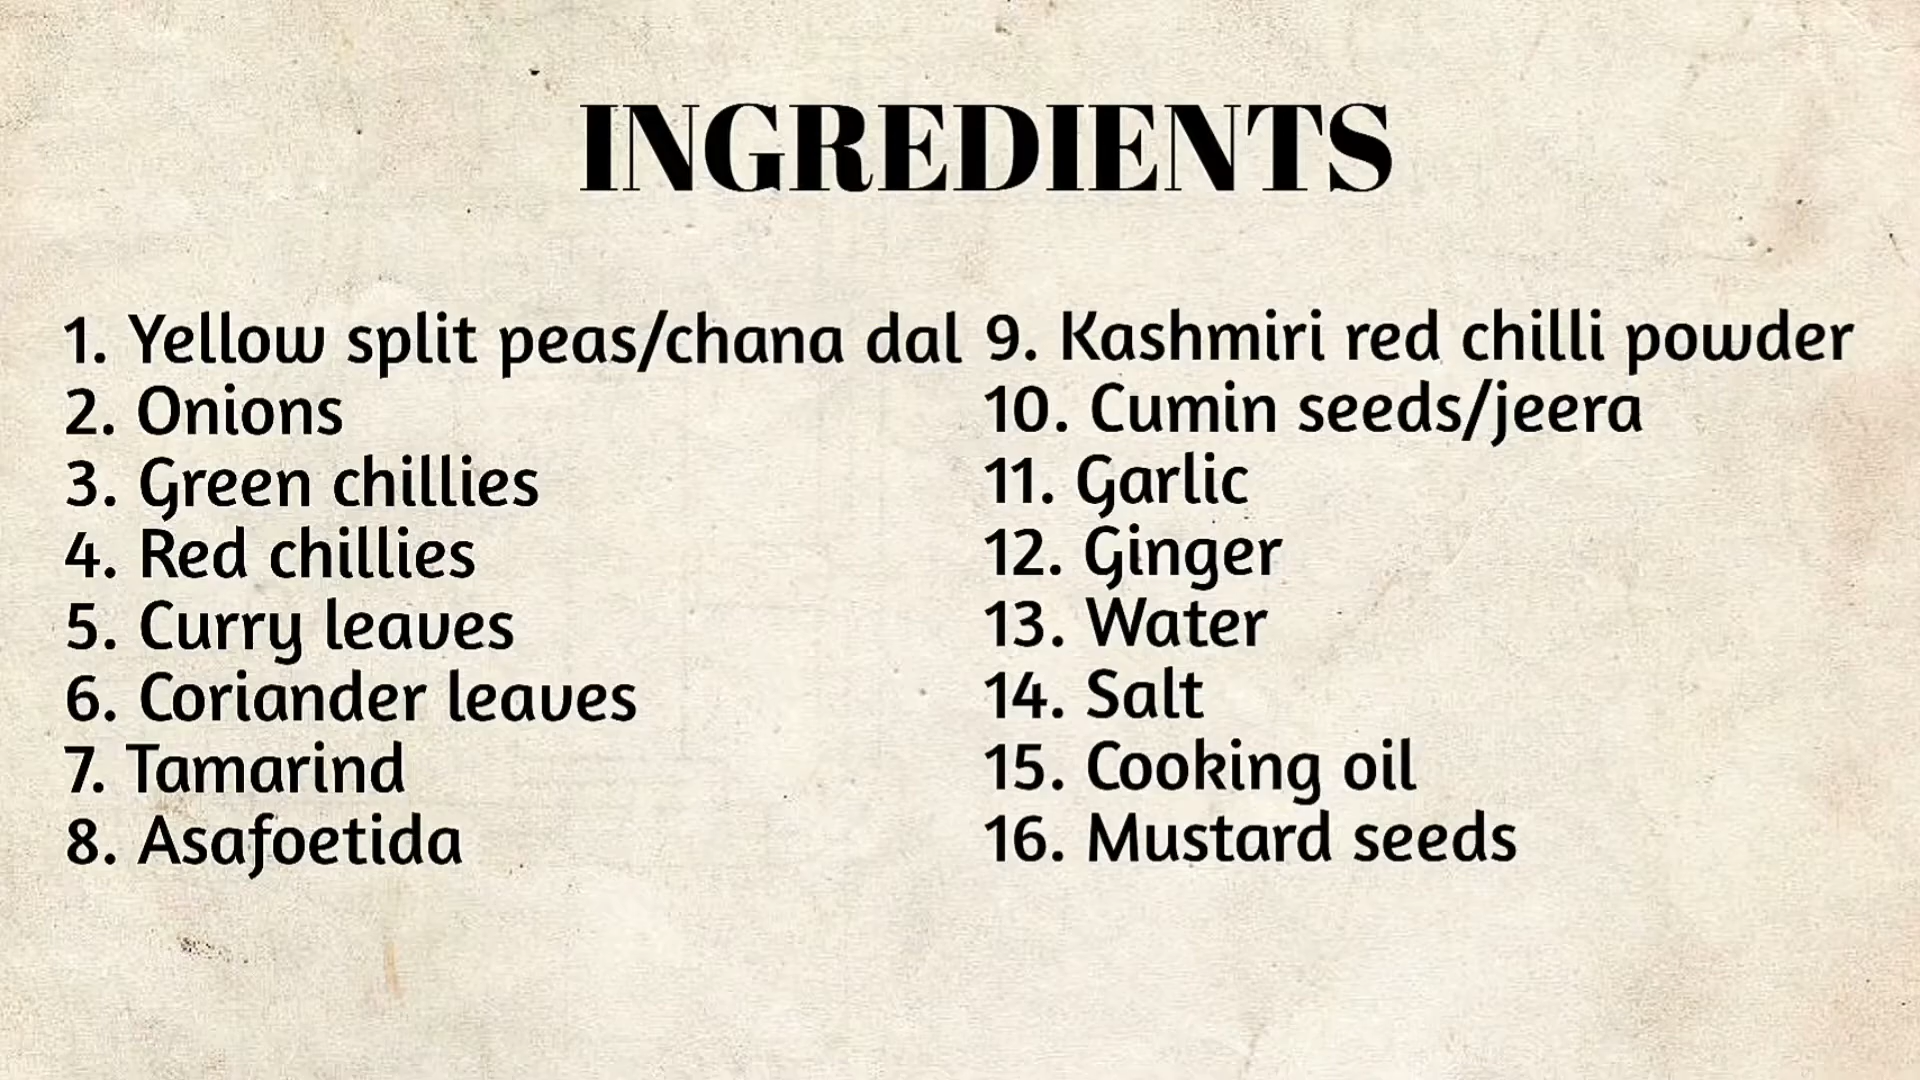 INGREDIENTS
1. Yellow split peas/chana dal
2. Onions
3. Green chillies
4. Red chillies
5. Curry leaves
6. Coriander leaves
7. Tamarind
8. Asafoetida
9. Kashmiri red chilli powder
10. Cumin seeds/jeera
11. Garlic
12. Ginger
13. Water
14. Salt
15. Cooking oil
16. Mustard seeds